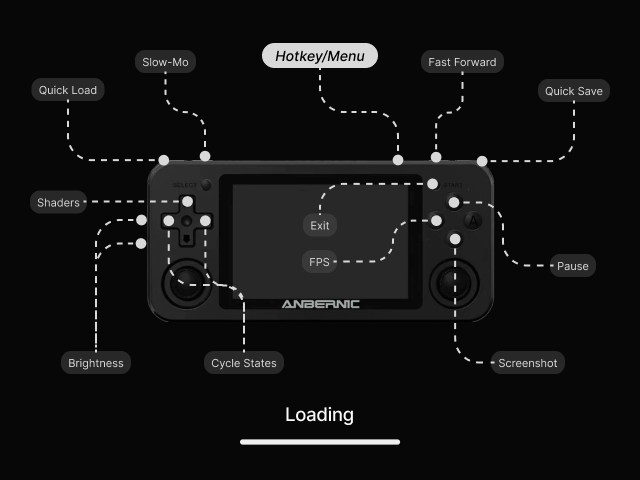 Hotkey/Menu
Slow-Mo
Fast Forward
Quick Load
Quick Save
SELECT
START
Shaders
Exit
FPS
Pause
ANBERNIC
Brightness
Cycle States
Screenshot
Loading